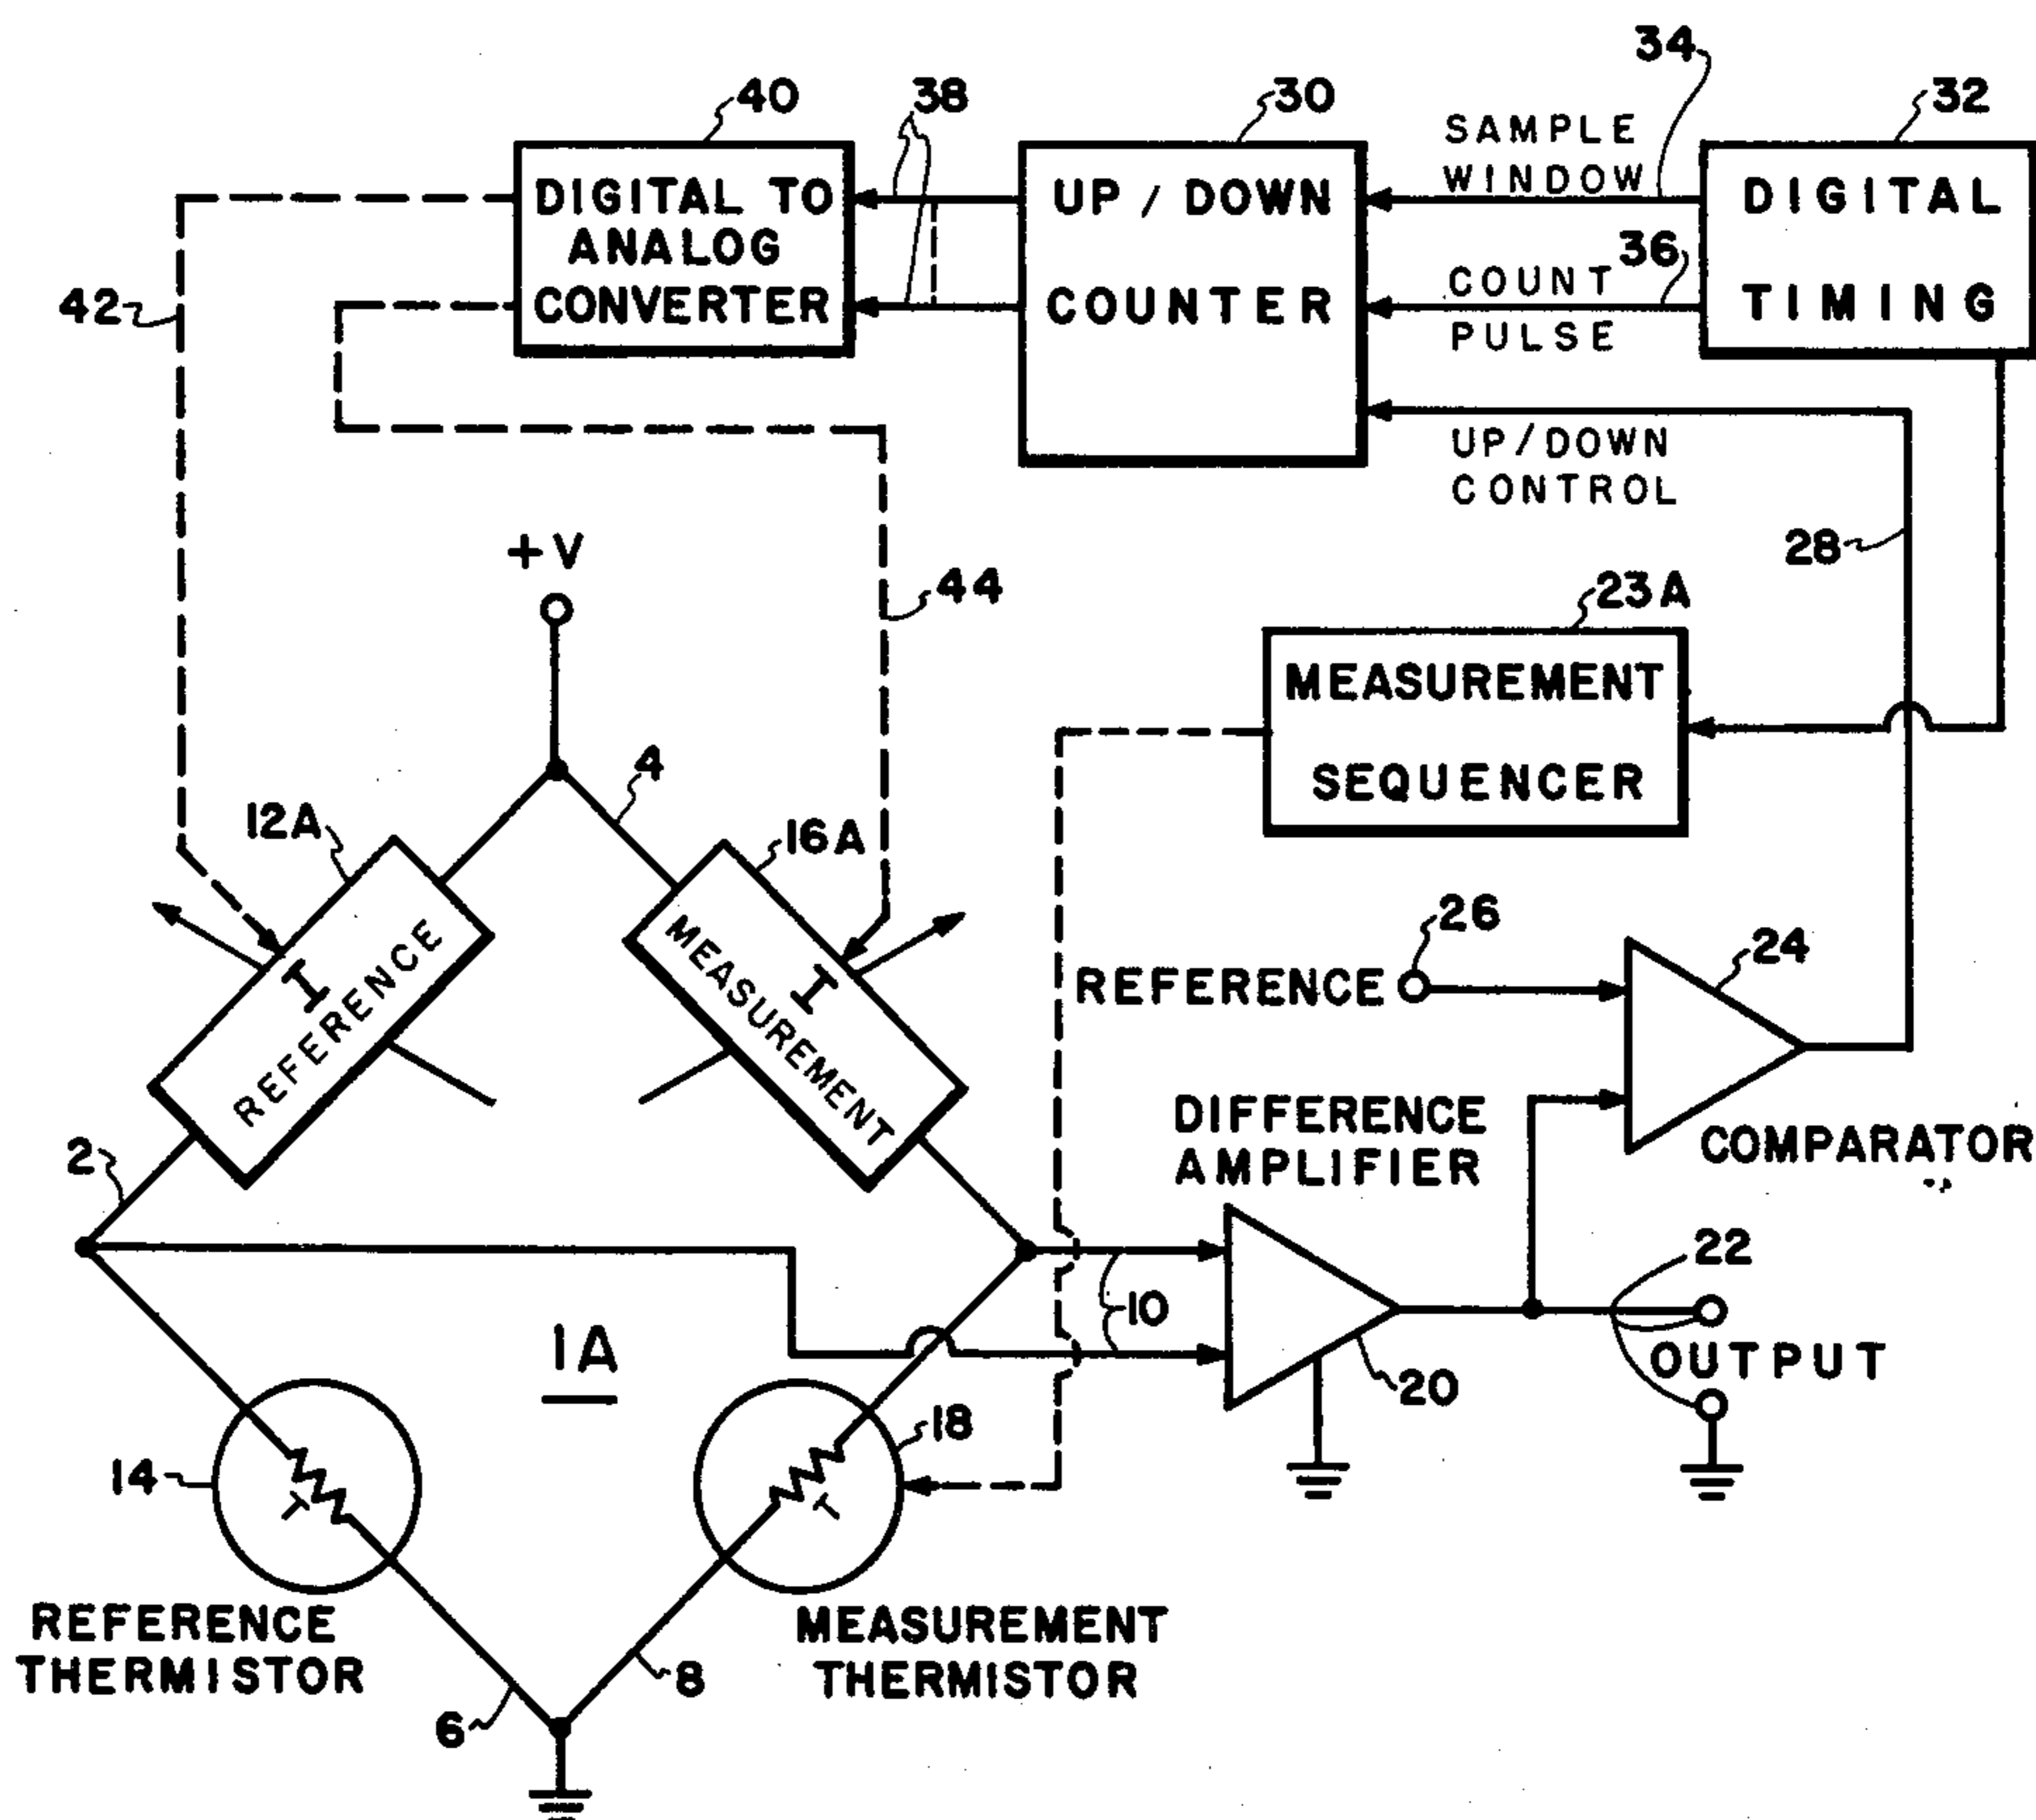 34
40
38
30
32
SAMPLE
WINDOW
DIGITAL TO
ANALOG
CONVERTER
UP / DOWN
COUNTER
DIGITAL
TIMING
36
COUNT
PULSE
42
UP/DOWN
CONTROL
28
+V
44
23A
MEASUREMENT
SEQUENCER
4
12A
16A
I
REFERENCE
I
MEASUREMENT
26
REFERENCE
24
COMPARATOR
2
DIFFERENCE
AMPLIFIER
22
10
OUTPUT
20
1A
14
T
18
T
REFERENCE
THERMISTOR
MEASUREMENT
THERMISTOR
6
8